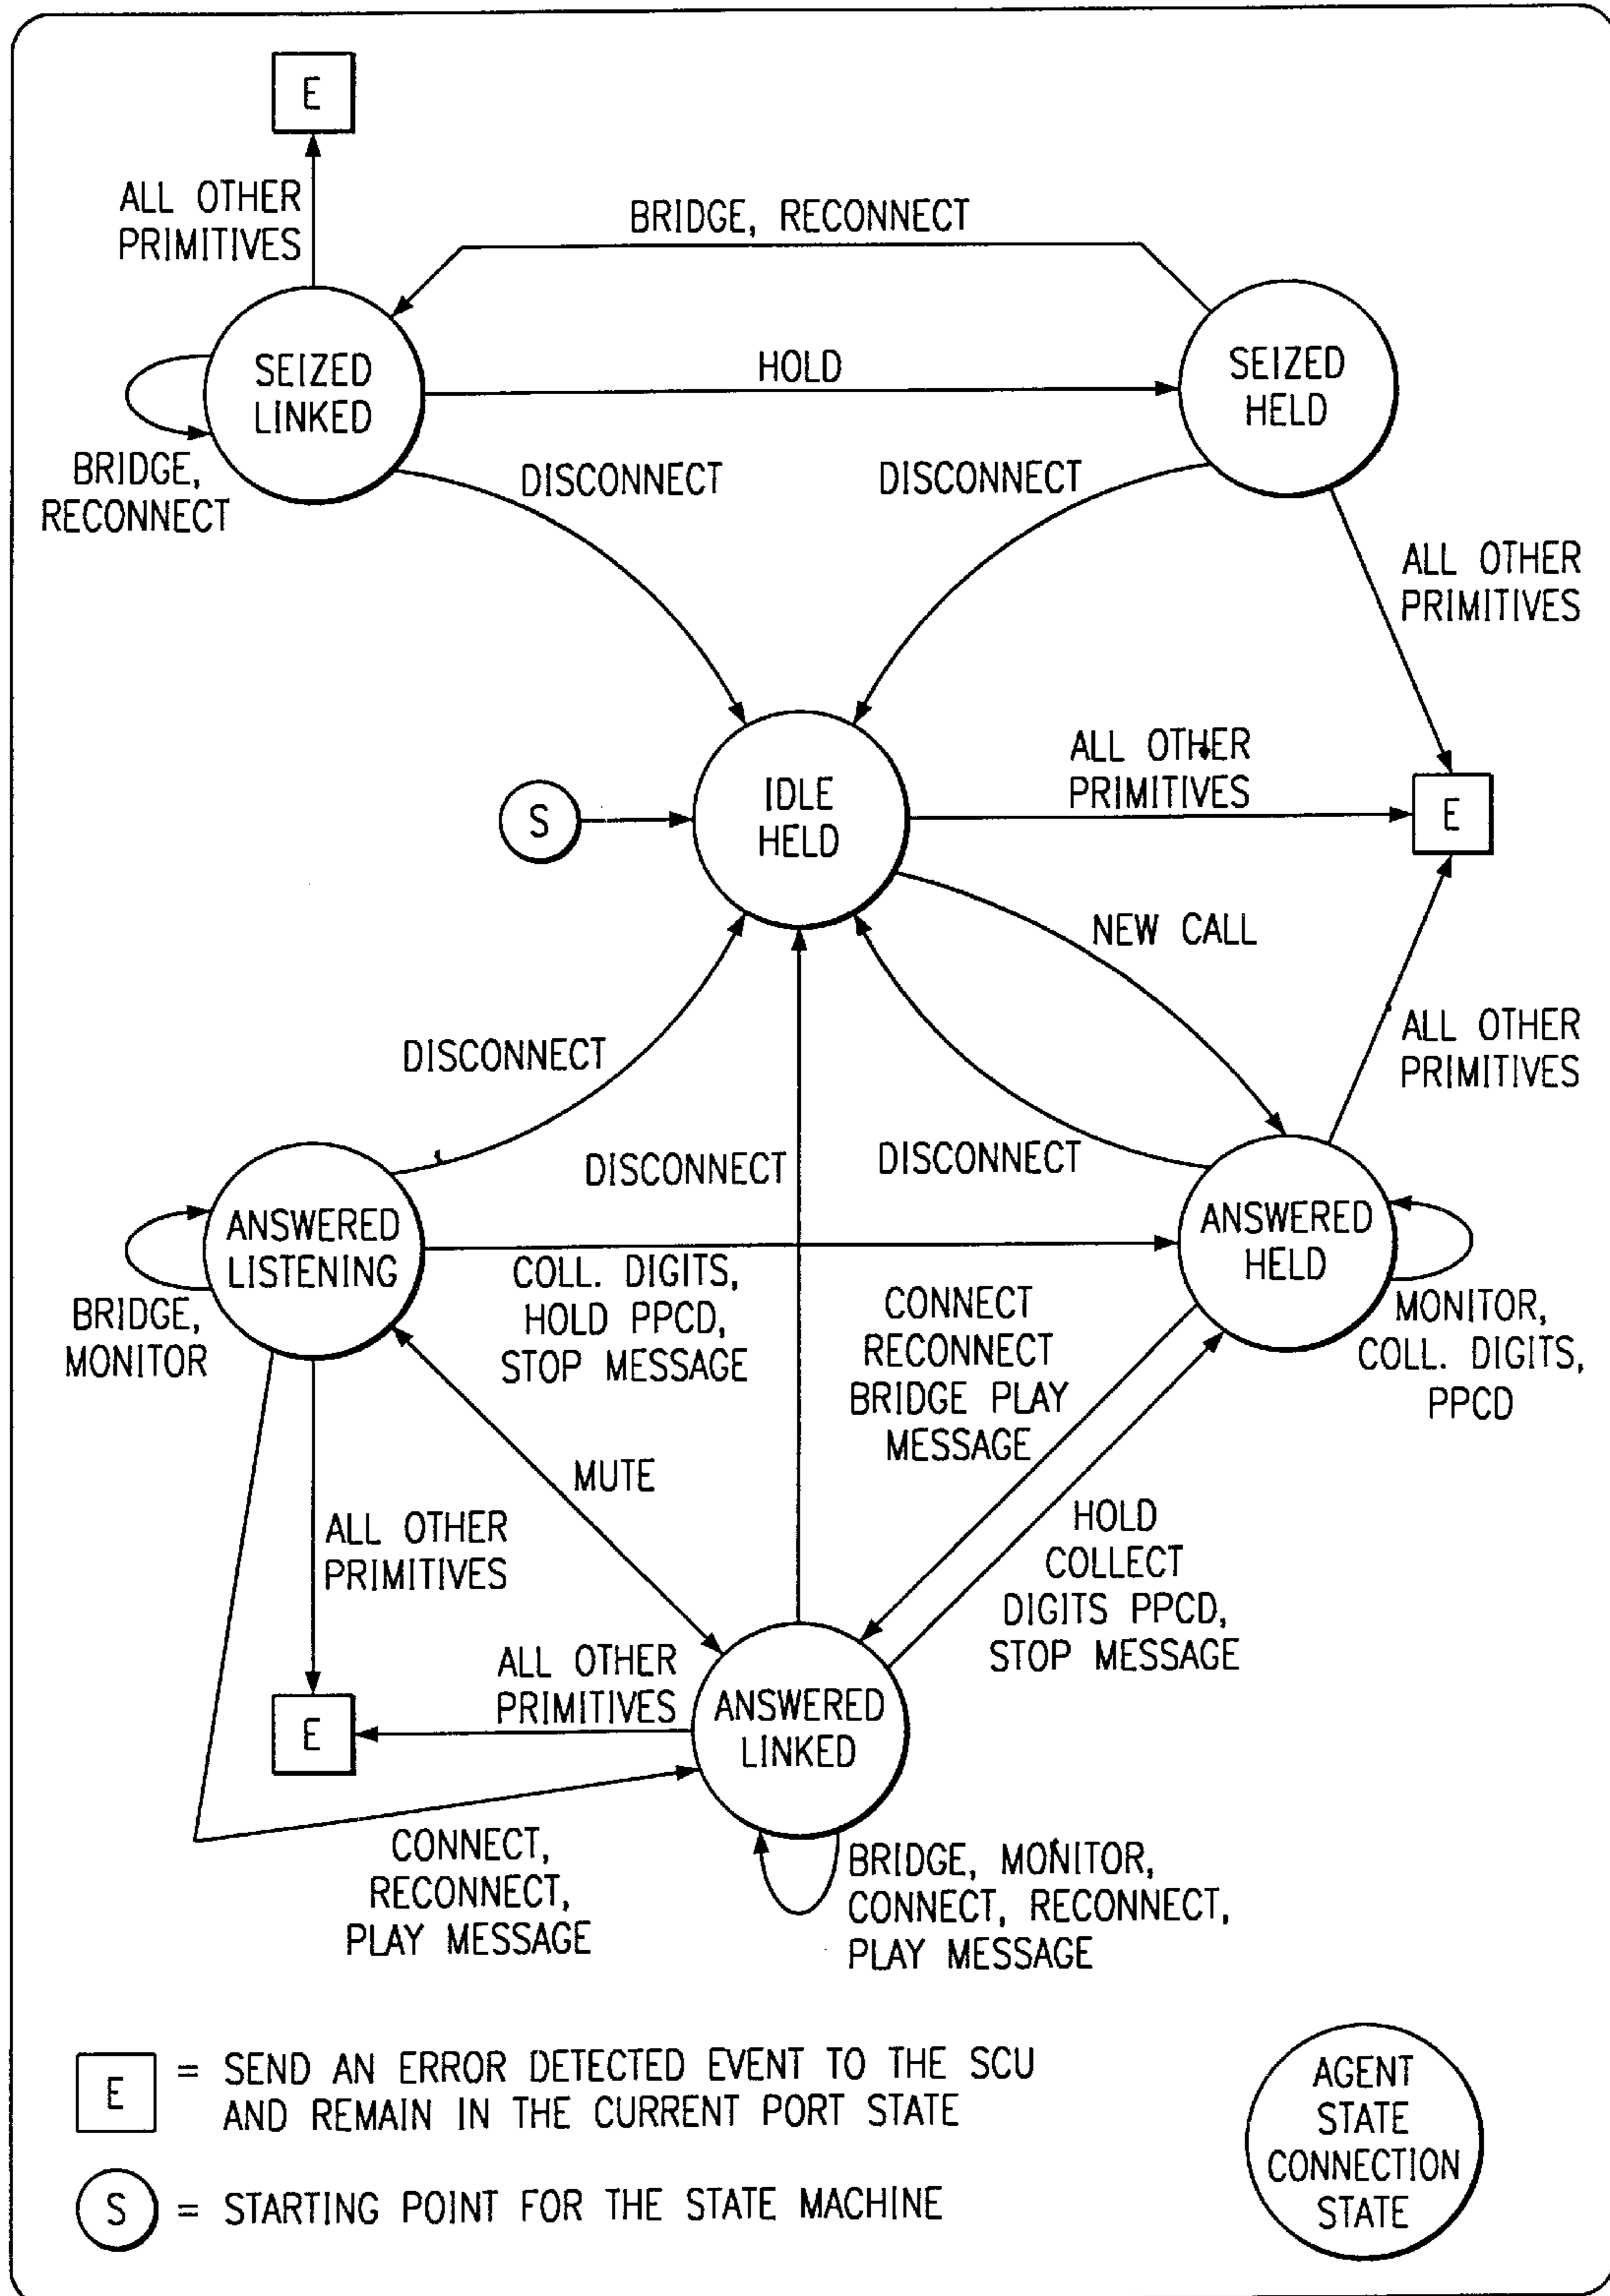 E
ALL OTHER
PRIMITIVES
BRIDGE, RECONNECT
SEIZED
LINKED
HOLD
SEIZED
HELD
BRIDGE,
RECONNECT
DISCONNECT
DISCONNECT
ALL OTHER
PRIMITIVES
S
IDLE
HELD
ALL OTHER
PRIMITIVES
E
NEW CALL
DISCONNECT
ALL OTHER
PRIMITIVES
DISCONNECT
DISCONNECT
ANSWERED
LISTENING
ANSWERED
HELD
BRIDGE,
MONITOR
COLL. DIGITS,
HOLD PPCD,
STOP MESSAGE
CONNECT
RECONNECT
BRIDGE PLAY
MESSAGE
MONITOR,
COLL. DIGITS,
PPCD
MUTE
ALL OTHER
PRIMITIVES
HOLD
COLLECT
DIGITS PPCD,
STOP MESSAGE
ALL OTHER
PRIMITIVES
E
ANSWERED
LINKED
CONNECT,
RECONNECT,
PLAY MESSAGE
BRIDGE, MONITOR,
CONNECT, RECONNECT,
PLAY MESSAGE
E = SEND AN ERROR DETECTED EVENT TO THE SCU
AND REMAIN IN THE CURRENT PORT STATE
S = STARTING POINT FOR THE STATE MACHINE
AGENT
STATE
CONNECTION
STATE